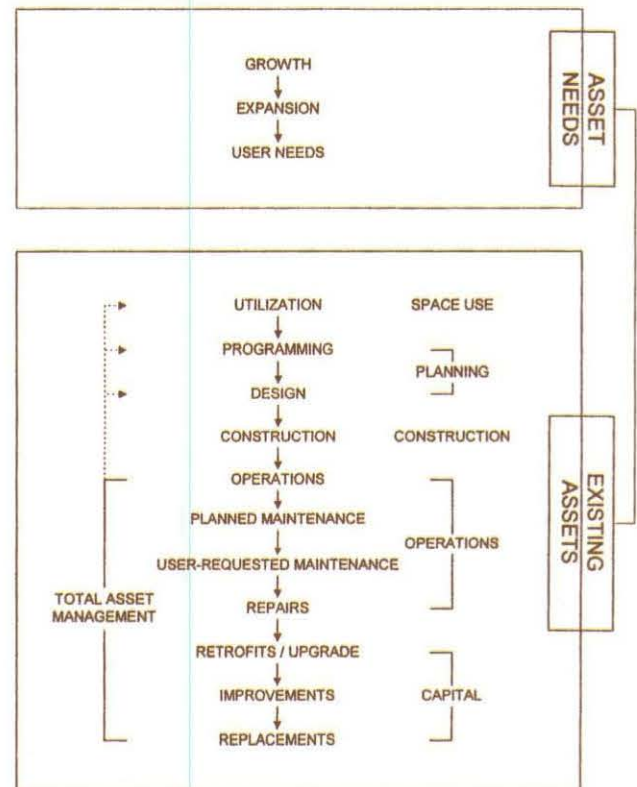 GROWTH
EXPANSION
USER NEEDS
ASSET
NEEDS
UTILIZATION
SPACE USE
PROGRAMMING
PLANNING
DESIGN
CONSTRUCTION
CONSTRUCTION
OPERATIONS
PLANNED MAINTENANCE
OPERATIONS
USER-REQUESTED MAINTENANCE
TOTAL ASSET
MANAGEMENT
REPAIRS
RETROFITS / UPGRADE
IMPROVEMENTS
CAPITAL
REPLACEMENTS
EXISTING
ASSETS